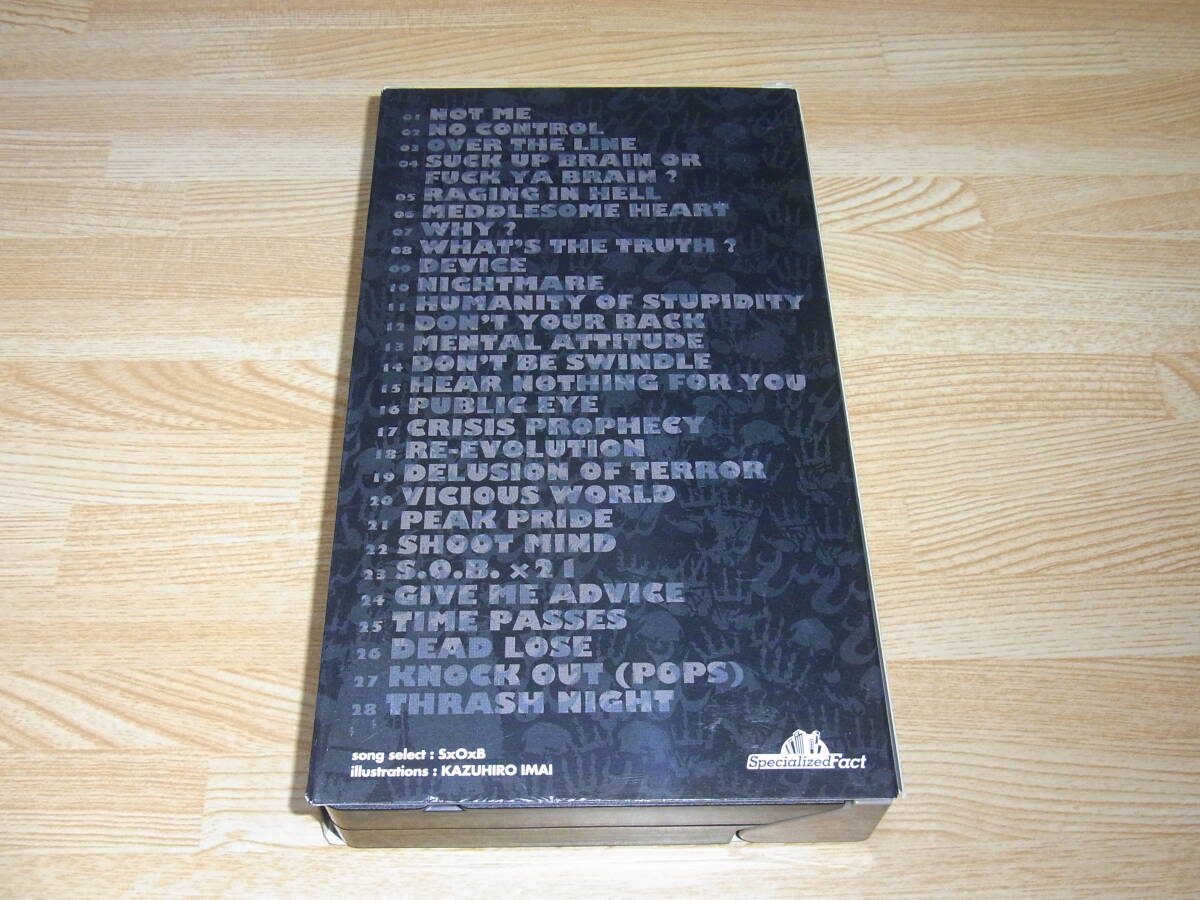 01 NOT ME
02 NO CONTROL
03 OVER THE LINE
04 SUCK UP BRAIN OR
FUCK YA BRAIN ?
05 RAGING IN HELL
06 MEDDLESOME HEART
07 WHY ?
08 WHAT'S THE TRUTH ?
09 DEVICE
10 NIGHTMARE
11 HUMANITY OF STUPIDITY
12 DON'T YOUR BACK
13 MENTAL ATTITUDE
14 DON'T BE SWINDLE
15 HEAR NOTHING FOR YOU
16 PUBLIC EYE
17 CRISIS PROPHECY
18 RE-EVOLUTION
19 DELUSION OF TERROR
20 VICIOUS WORLD
21 PEAK PRIDE
22 SHOOT MIND
23 S.O.B. ×21
24 GIVE ME ADVICE
25 TIME PASSES
26 DEAD LOSE
27 KNOCK OUT (POPS)
28 THRASH NIGHT
song select : SxOxB
illustrations : KAZUHIRO IMAI
SpecializedFact